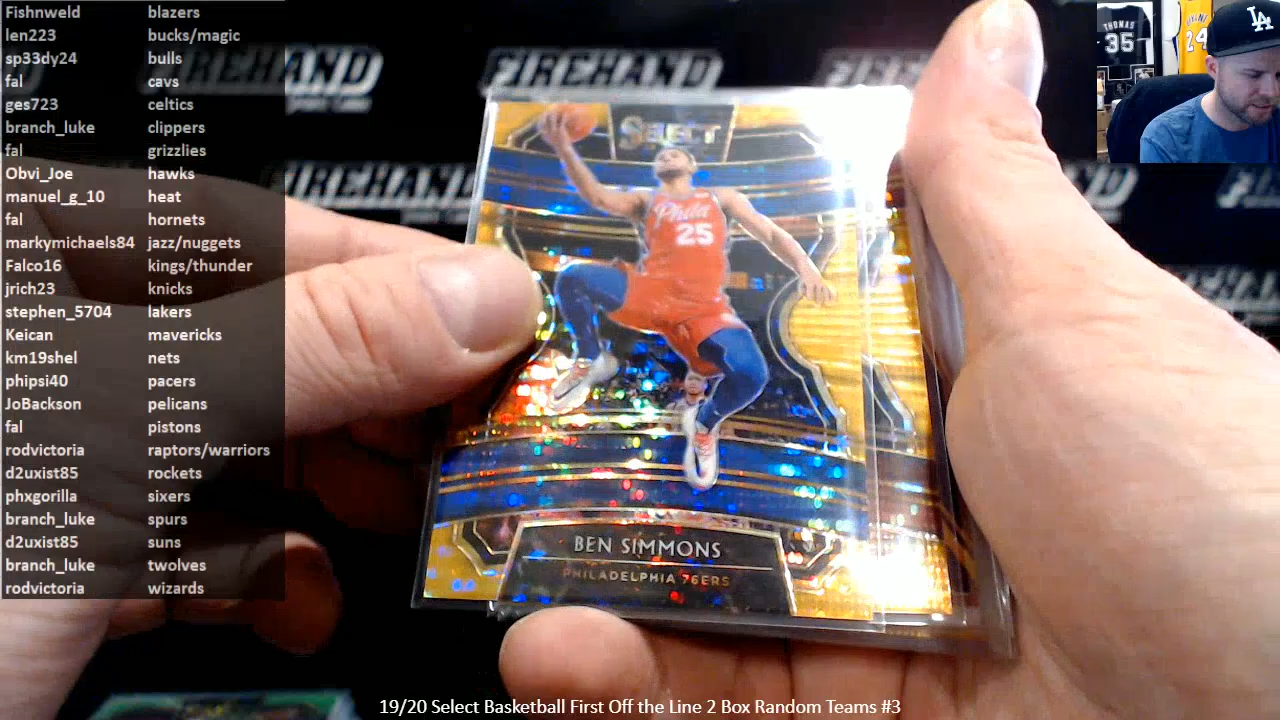 Fishnweld blazers
len223 bucks/magic
sp33dy24 bulls
fal cavs
ges723 celtics
branch_luke clippers
fal grizzlies
Obvi_Joe hawks
manuel_g_10 heat
fal hornets
markymichaels84 jazz/nuggets
Falco16 kings/thunder
jrich23 knicks
stephen_5704 lakers
Keican mavericks
km19shel nets
phipsi40 pacers
JoBackson pelicans
fal pistons
rodvictoria raptors/warriors
d2uxist85 rockets
phxgorilla sixers
branch_luke spurs
d2uxist85 suns
branch_luke twolves
rodvictoria wizards
FIREHAND
FIREHAND
FIREHAND
SELECT
Phila
25
BEN SIMMONS
PHILADELPHIA 76ERS
THOMAS
35
24
LA
19/20 Select Basketball First Off the Line 2 Box Random Teams #3